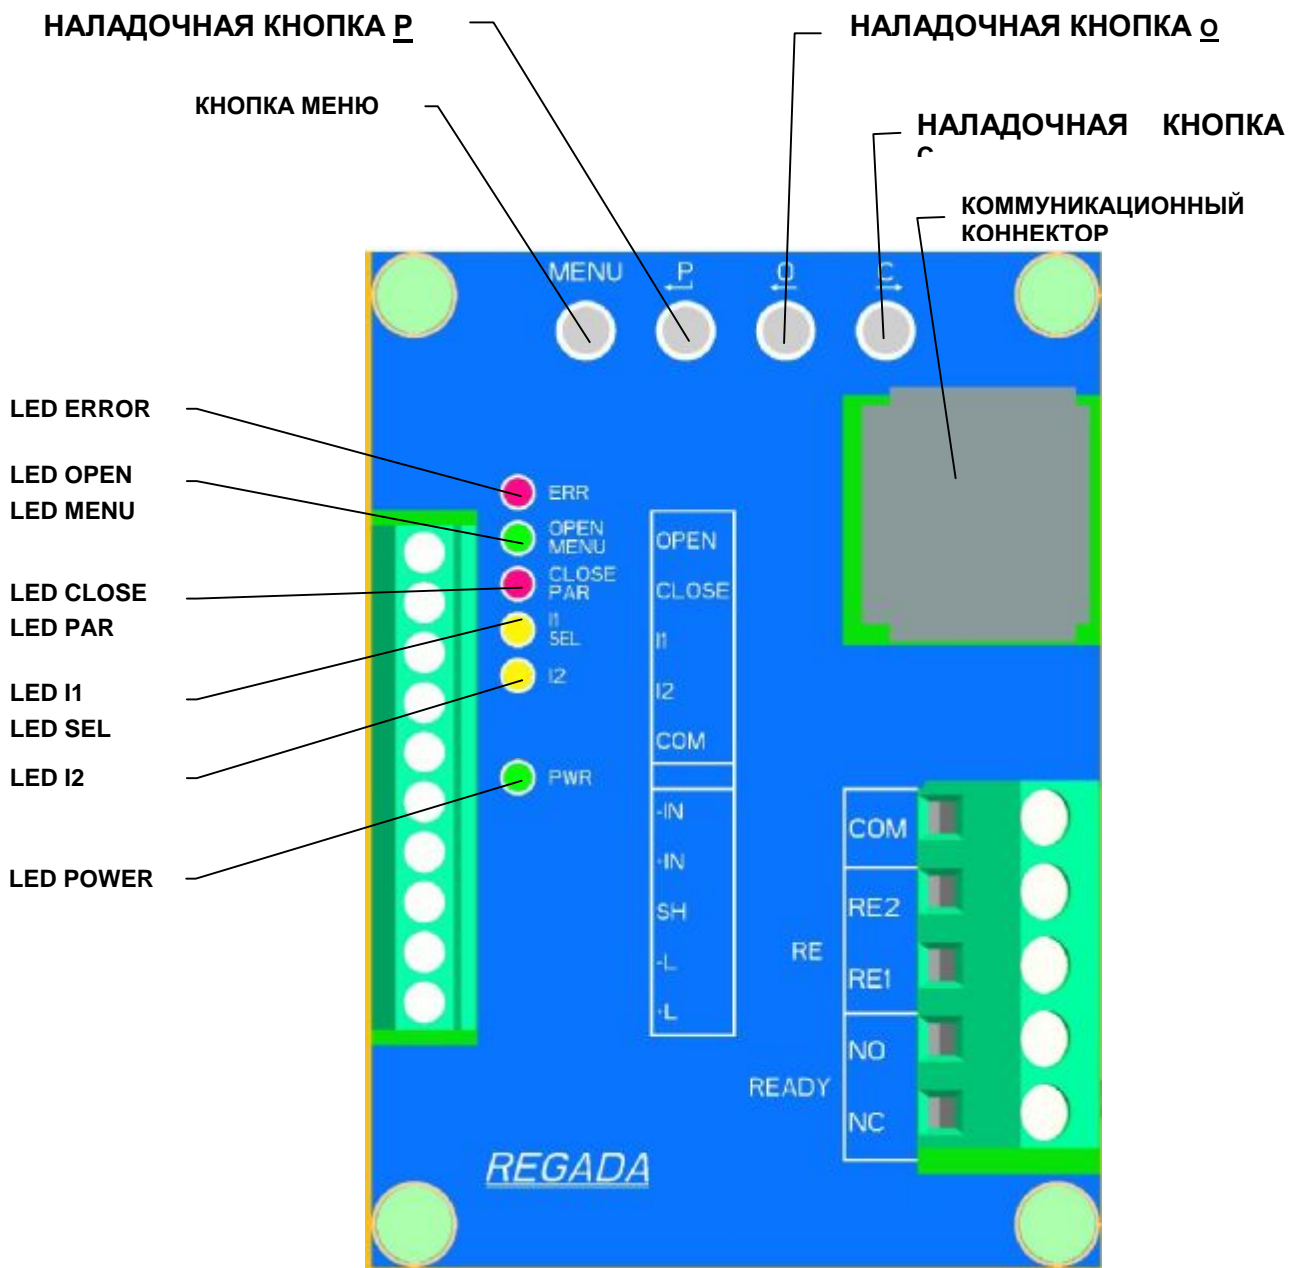 НАЛАДОЧНАЯ КНОПКА P
НАЛАДОЧНАЯ КНОПКА O
КНОПКА МЕНЮ
НАЛАДОЧНАЯ КНОПКА
КОММУНИКАЦИОННЫЙ
КОННЕКТОР
MENU
P
O
C
LED ERROR
LED OPEN
LED MENU
LED CLOSE
LED PAR
LED I1
LED SEL
LED I2
LED POWER
ERR
OPEN
MENU
CLOSE
PAR
I1
SEL
I2
PWR
OPEN
CLOSE
I1
I2
COM
-IN
-IN
SH
-L
-L
COM
RE2
RE
RE1
NO
READY
NC
REGADA